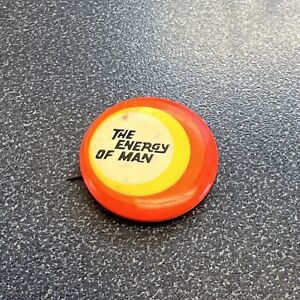 THE
ENERGY
OF MAN